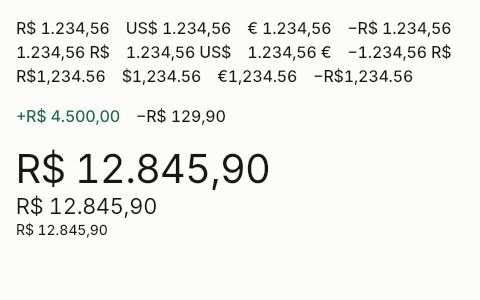 R$ 1.234,56 US$ 1.234,56 € 1.234,56 −R$ 1.234,56
1.234,56 R$ 1.234,56 US$ 1.234,56 € −1.234,56 R$
R$1,234.56 $1,234.56 €1,234.56 −R$1,234.56
+R$ 4.500,00 −R$ 129,90
R$ 12.845,90
R$ 12.845,90
R$ 12.845,90